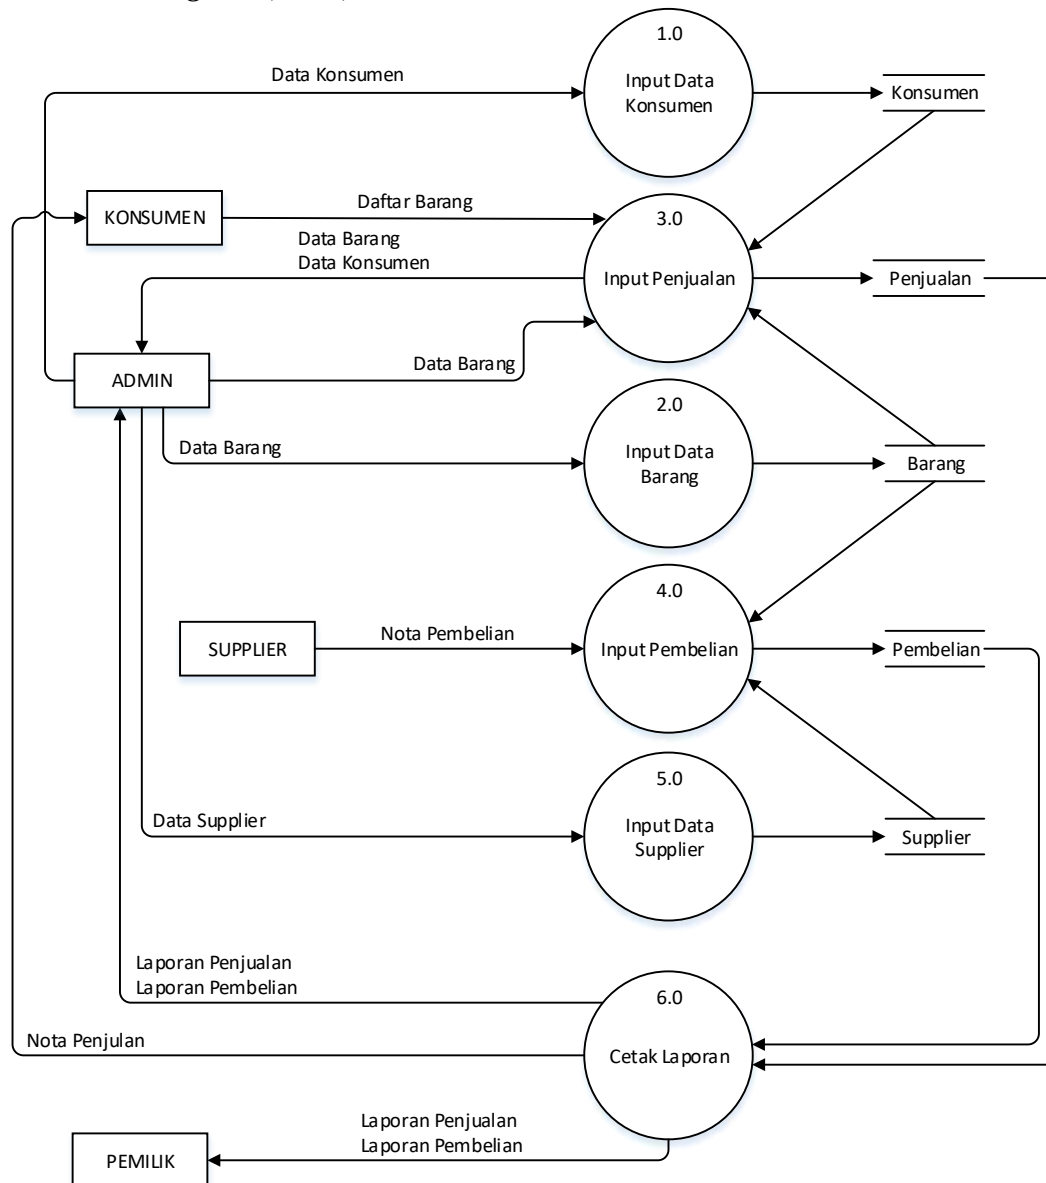 1.0
Input Data
Konsumen
Data Konsumen
Konsumen
KONSUMEN
Daftar Barang
3.0
Input Penjualan
Data Barang
Data Konsumen
Penjualan
ADMIN
Data Barang
2.0
Input Data
Barang
Data Barang
Barang
4.0
Input Pembelian
SUPPLIER
Nota Pembelian
Pembelian
5.0
Input Data
Supplier
Data Supplier
Supplier
Laporan Penjualan
Laporan Pembelian
6.0
Cetak Laporan
Nota Penjulan
Laporan Penjualan
Laporan Pembelian
PEMILIK